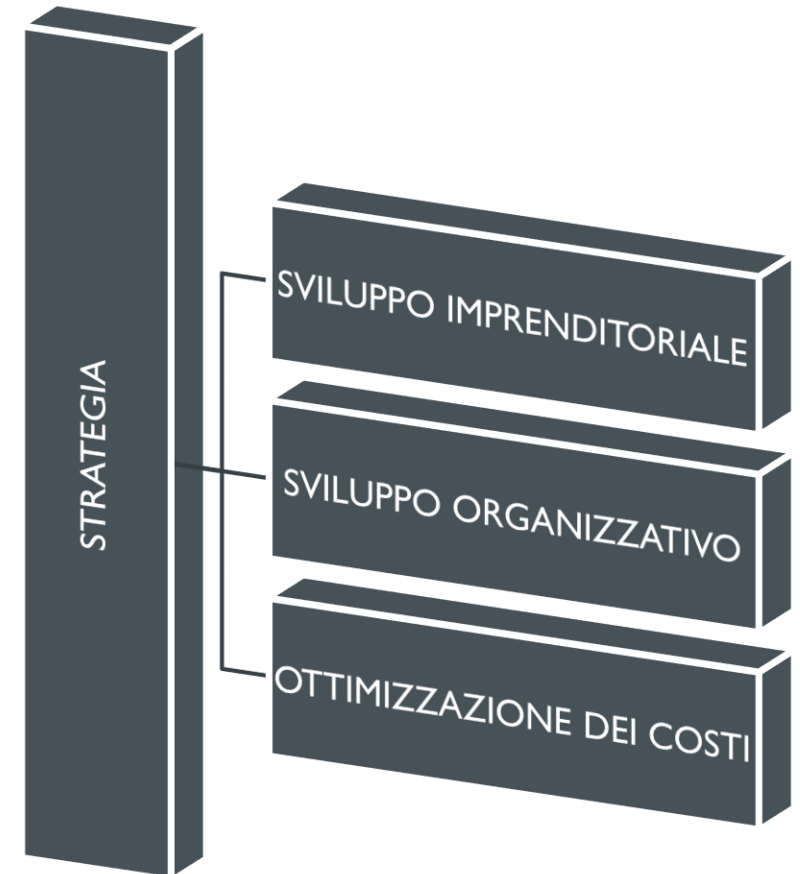 STRATEGIA
SVILUPPO IMPRENDITORIALE
SVILUPPO ORGANIZZATIVO
OTTIMIZZAZIONE DEI COSTI